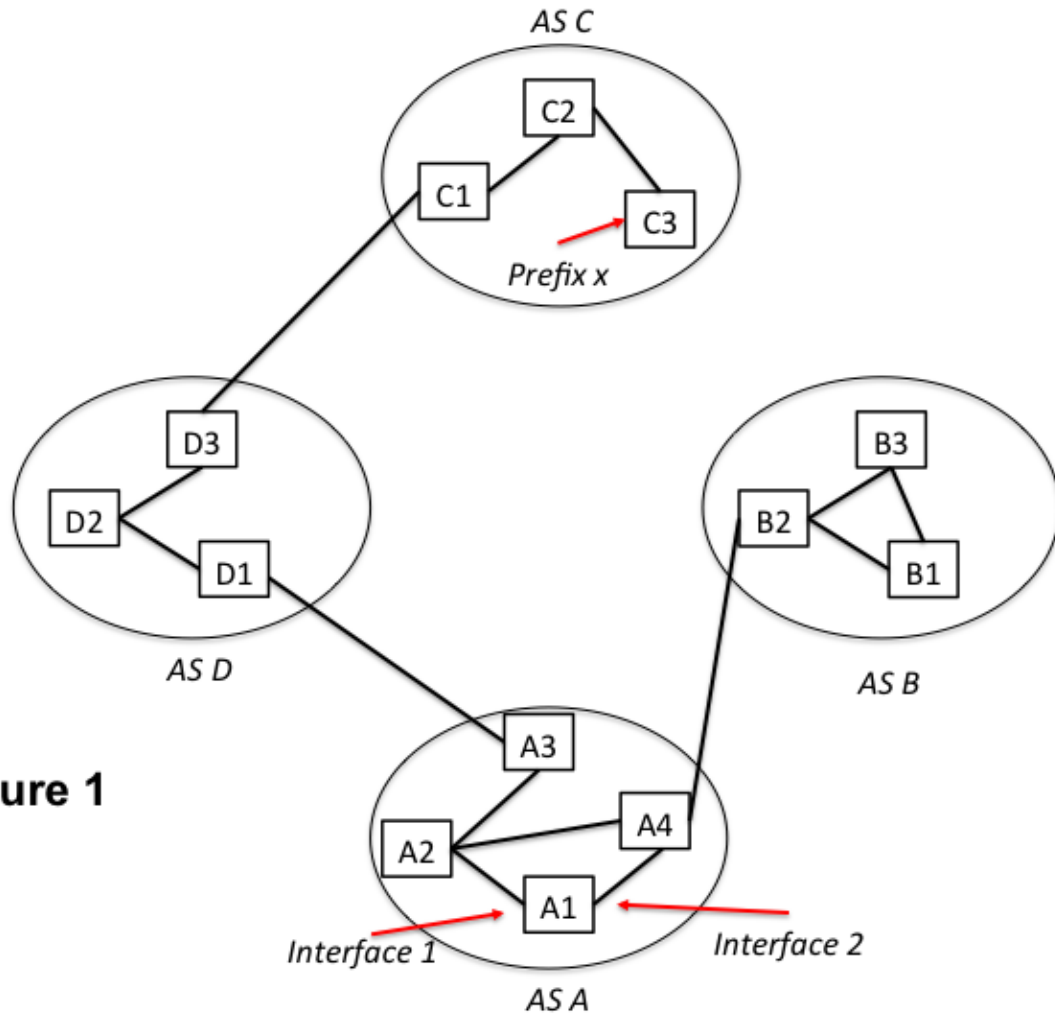 AS C
C2
C1
C3
Prefix x
D3
B3
D2
B2
D1
B1
AS D
AS B
A3
ure 1
A4
A2
A1
Interface 1
Interface 2
AS A